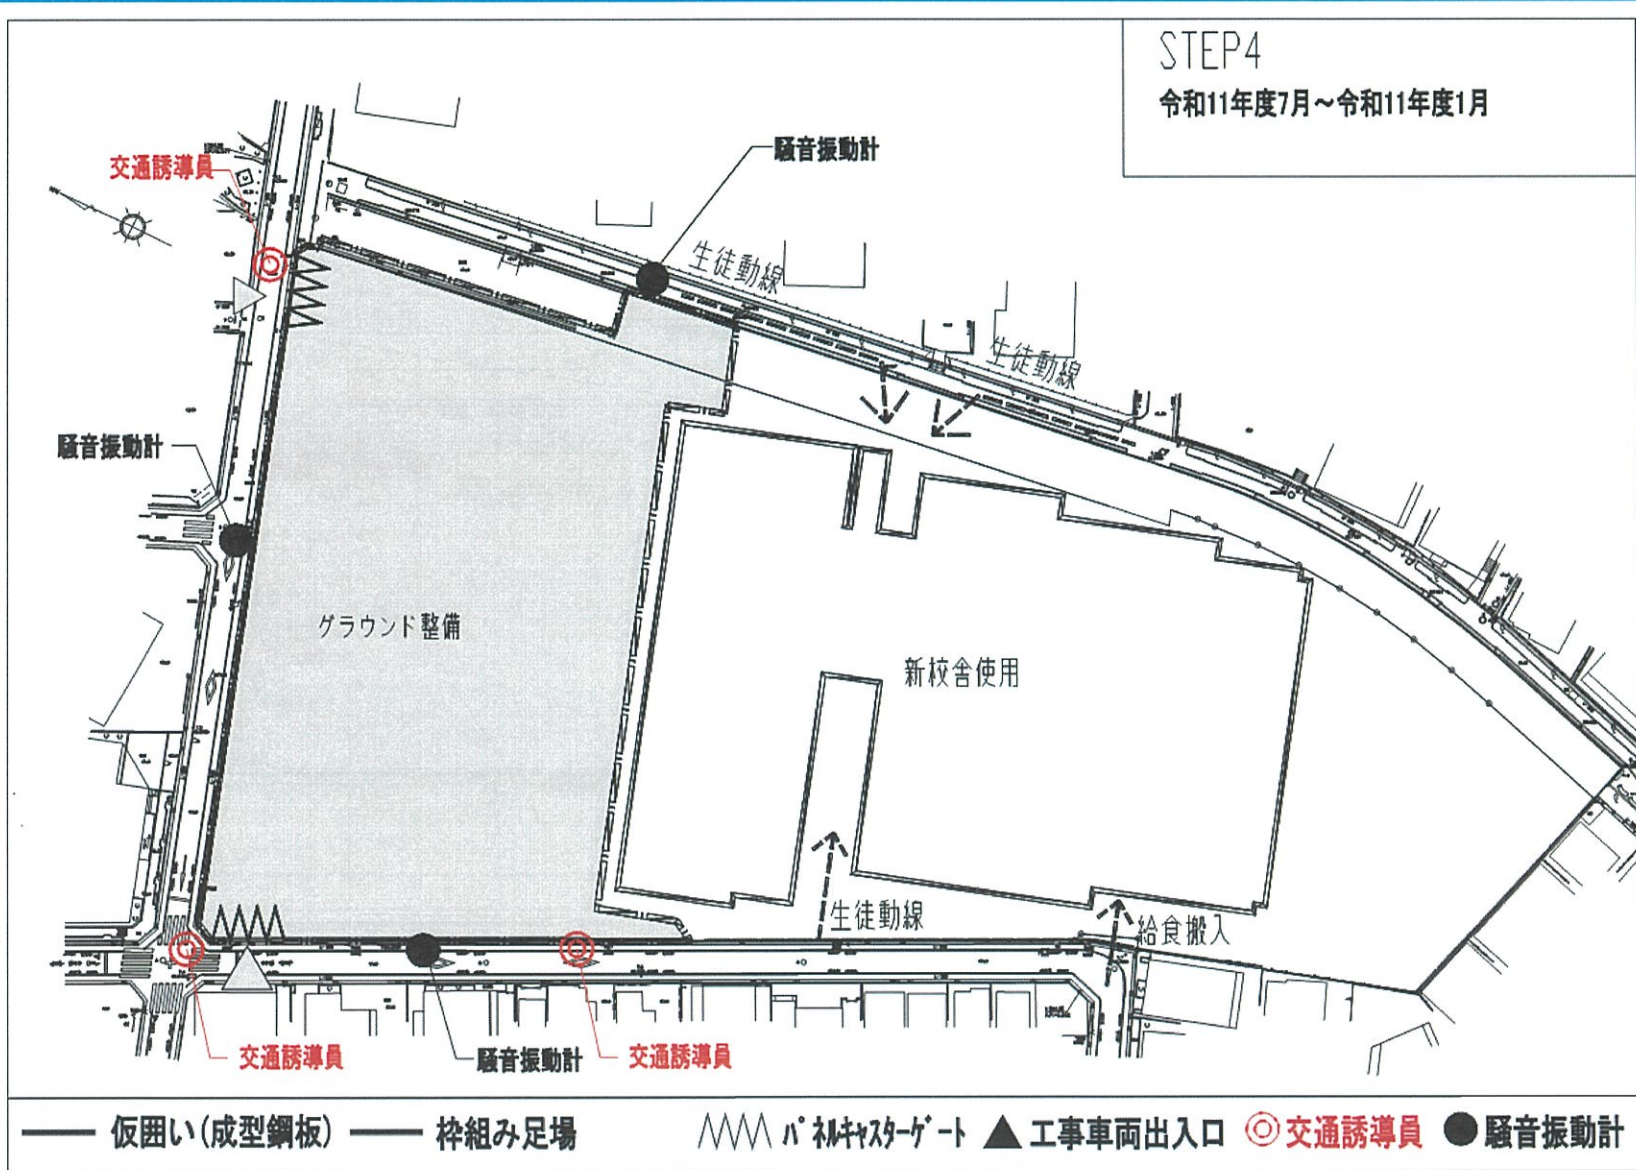 STEP4
令和11年度7月～令和11年度1月
騒音振動計
交通誘導員
生徒動線
生徒動線
騒音振動計
グラウンド整備
新校舎使用
生徒動線
給食搬入
交通誘導員
騒音振動計
交通誘導員
仮囲い(成型鋼板)
枠組み足場
パネルキャスターゲート
工事車両出入口
交通誘導員
騒音振動計